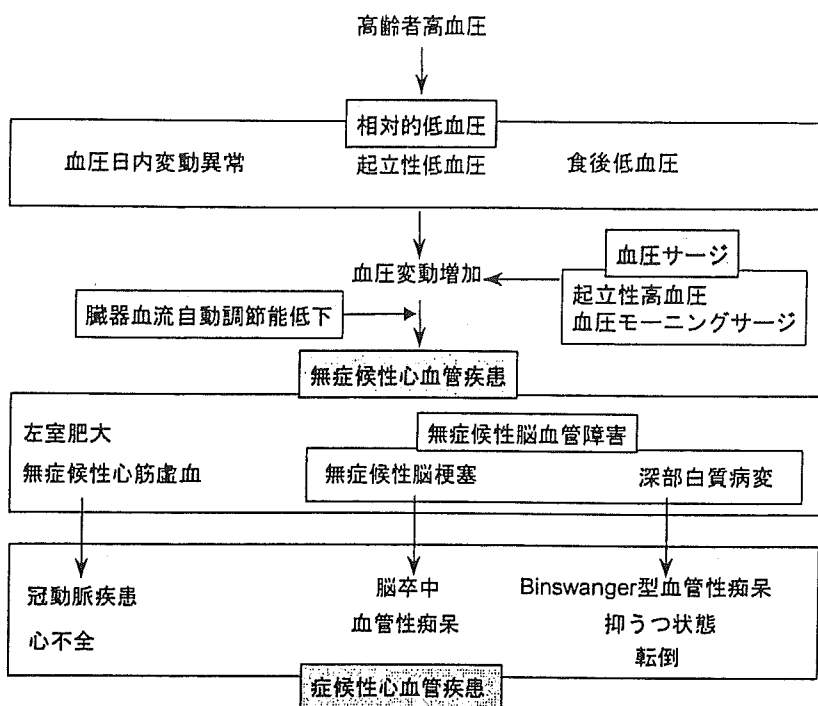 高齢者高血圧
相対的低血圧
血圧日内変動異常 起立性低血圧 食後低血圧
血圧サージ
血圧変動増加
起立性高血圧
血圧モーニングサージ
臓器血流自動調節能低下
無症候性心血管疾患
左室肥大
無症候性脳血管障害
無症候性心筋虚血 無症候性脳梗塞 深部白質病変
冠動脈疾患 脳卒中 Binswanger型血管性痴呆
心不全 血管性痴呆 抑うつ状態
転倒
症候性心血管疾患